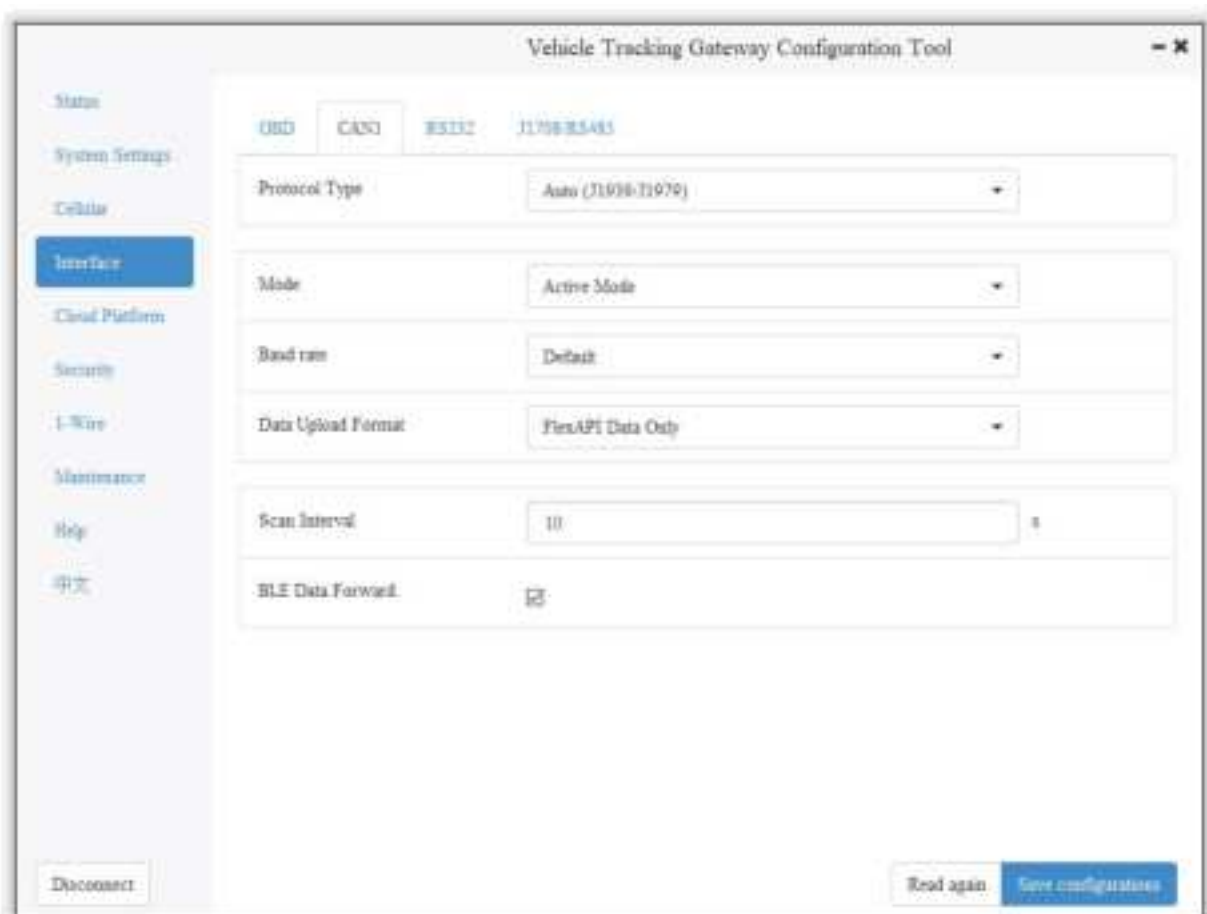 Vehicle Tracking Gateway Configuration Tool
Status
System Settings
Cellular
Interface
Cloud Platform
Security
1-Wire
Maintenance
Help
中文
OBD CAN1 RS232 J1708/RS485
Protocol Type Auto (J1939/J1979)
Mode Active Mode
Baud rate Default
Data Upload Format FlexAPI Data Only
Scan Interval 10 s
BLE Data Forward
Disconnect
Read again Save configurations